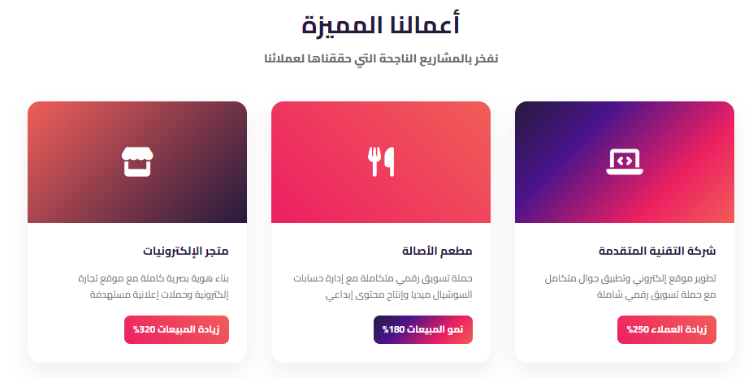 أعمالنا المميزة
نفخر بالمشاريع الناجحة التي حققناها لعملائنا
شركة التقنية المتقدمة
تطوير موقع إلكتروني وتطبيق جوال متكامل
مع حملة تسويق رقمي شاملة
زيادة العملاء 250%
مطعم الأصالة
حملة تسويق رقمي متكاملة مع إدارة حسابات
السوشيال ميديا وإنتاج محتوى إبداعي
نمو المبيعات 180%
متجر الإلكترونيات
بناء هوية بصرية كاملة مع موقع تجارة
إلكترونية وحملات إعلانية مستهدفة
زيادة المبيعات 320%